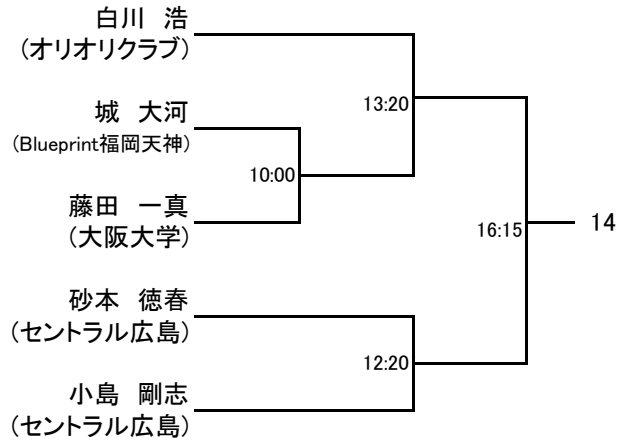 白川　浩
(オリオリクラブ)
13:20
城　大河
(Blueprint福岡天神)
10:00
藤田　一真
(大阪大学)
16:15
14
砂本　徳春
(セントラル広島)
12:20
小島　剛志
(セントラル広島)